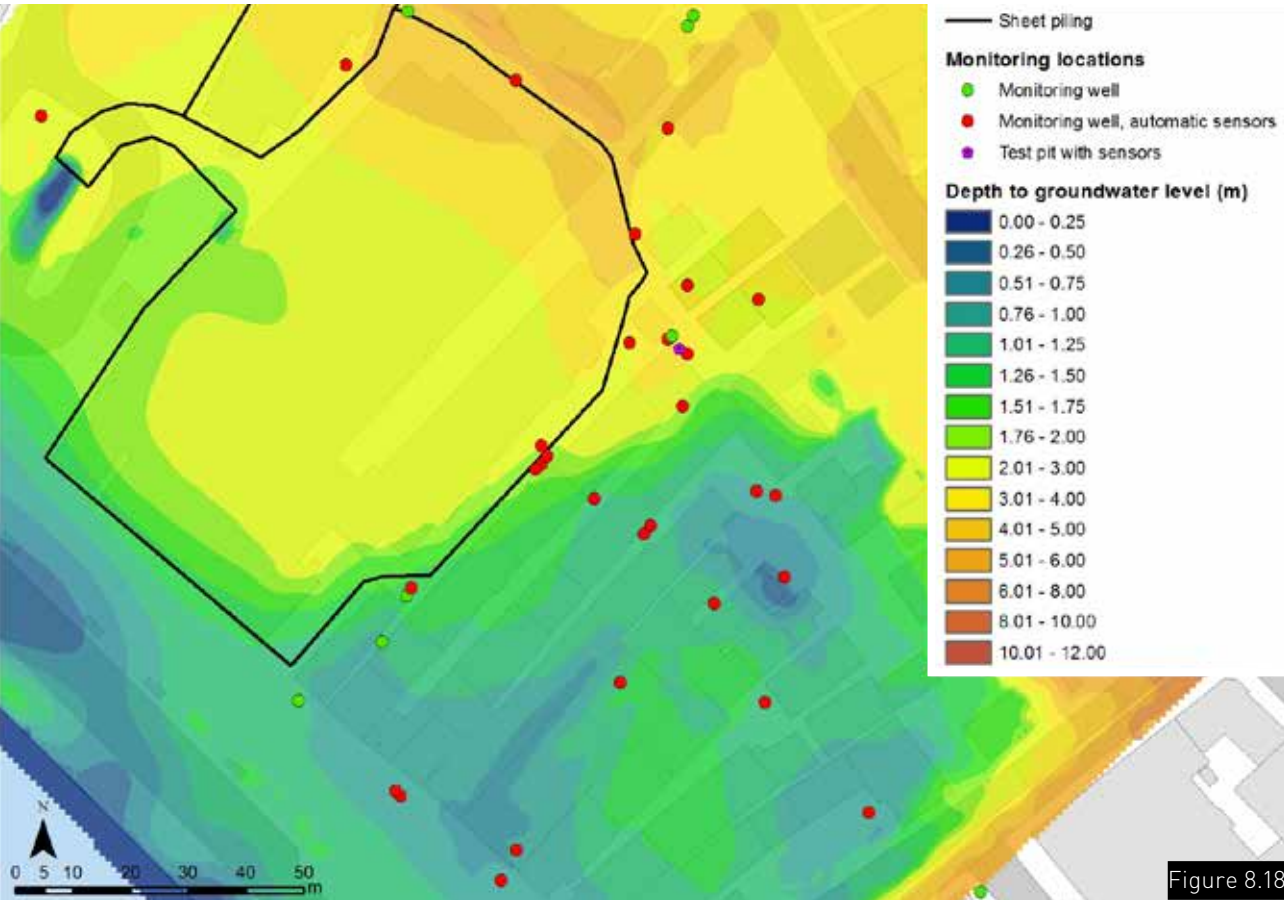 Sheet piling
Monitoring locations
Monitoring well
Monitoring well, automatic sensors
Test pit with sensors
Depth to groundwater level (m)
0.00 - 0.25
0.26 - 0.50
0.51 - 0.75
0.76 - 1.00
1.01 - 1.25
1.26 - 1.50
1.51 - 1.75
1.76 - 2.00
2.01 - 3.00
3.01 - 4.00
4.01 - 5.00
5.01 - 6.00
6.01 - 8.00
8.01 - 10.00
10.01 - 12.00
N
0 5 10 20 30 40 50
m
Figure 8.18